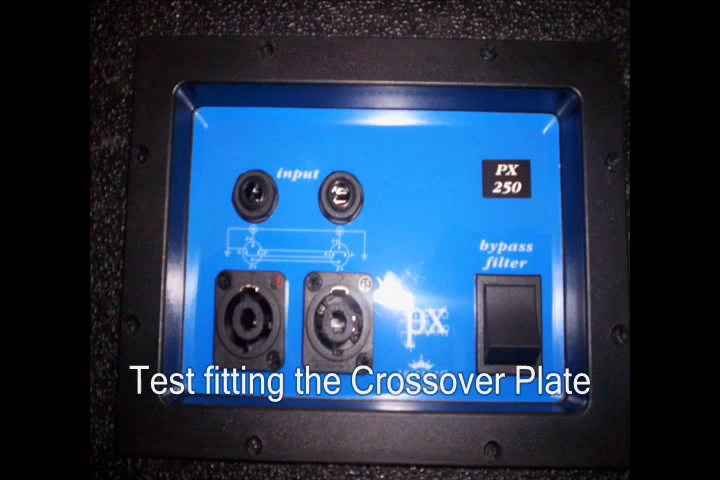 input
PX
250
bypass
filter
px
Test fitting the Crossover Plate